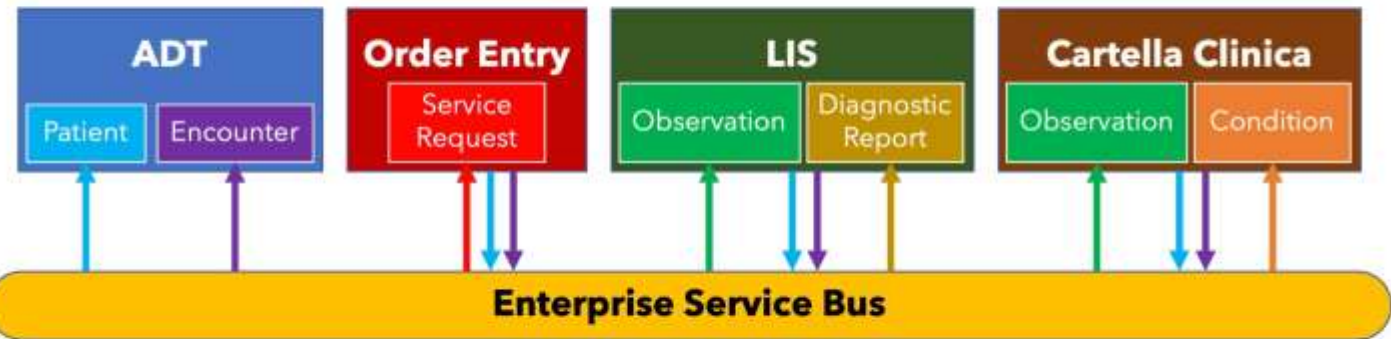 ADT
Patient
Encounter
Order Entry
Service
Request
LIS
Observation
Diagnostic
Report
Cartella Clinica
Observation
Condition
Enterprise Service Bus